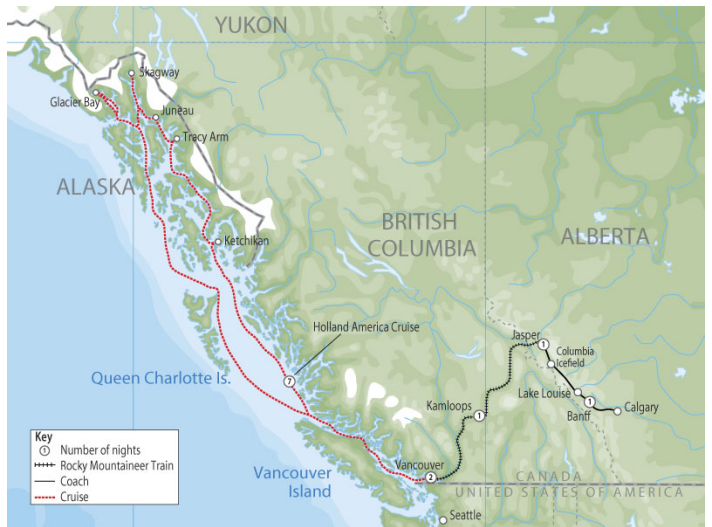 YUKON
Skagway
Glacier Bay
Juneau
Tracy Arm
ALASKA
BRITISH
COLUMBIA
ALBERTA
Ketchikan
Holland America Cruise
7
Jasper
1
Columbia
Icefield
Queen Charlotte Is.
Lake Louise
1
Banff
Calgary
Kamloops
1
Key
1 Number of nights
Rocky Mountaineer Train
Coach
Cruise
Vancouver
Island
Vancouver
2
CANADA
UNITED STATES OF AMERICA
Seattle